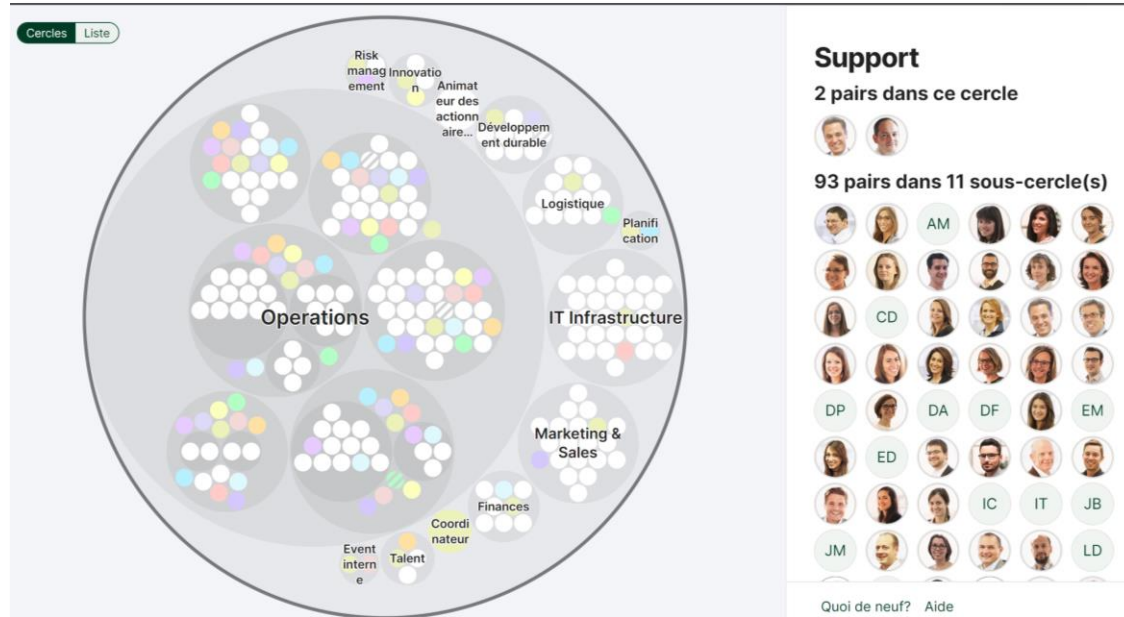 Cercles
Liste
Risk
manag
ement
Innovatio
n
Animat
eur des
actionn
aire...
Développem
ent durable
Logistique
Planifi
cation
Operations
IT Infrastructure
Marketing &
Sales
Finances
Coordi
nateur
Talent
Event
intern
e
Support
2 pairs dans ce cercle
93 pairs dans 11 sous-cercle(s)
AM
CD
DP
DA
DF
EM
ED
IC
IT
JB
JM
LD
Quoi de neuf?
Aide